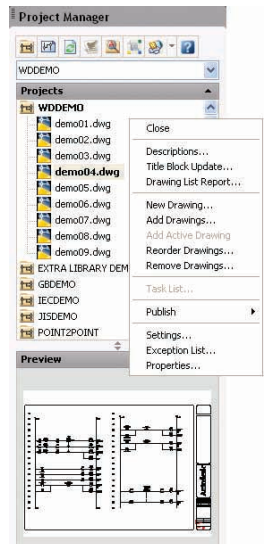 Project Manager
WDDEMO
Projects
WDDEMO
demo01.dwg
demo02.dwg
demo03.dwg
demo04.dwg
demo05.dwg
demo06.dwg
demo07.dwg
demo08.dwg
demo09.dwg
EXTRA LIBRARY DEM
GBDEMO
IECDEMO
JISDEMO
POINT2POINT
Close
Descriptions...
Title Block Update...
Drawing List Report...
New Drawing...
Add Drawings...
Add Active Drawing
Reorder Drawings...
Remove Drawings...
Task List...
Publish
Settings...
Exception List...
Properties...
Preview
Autodesk